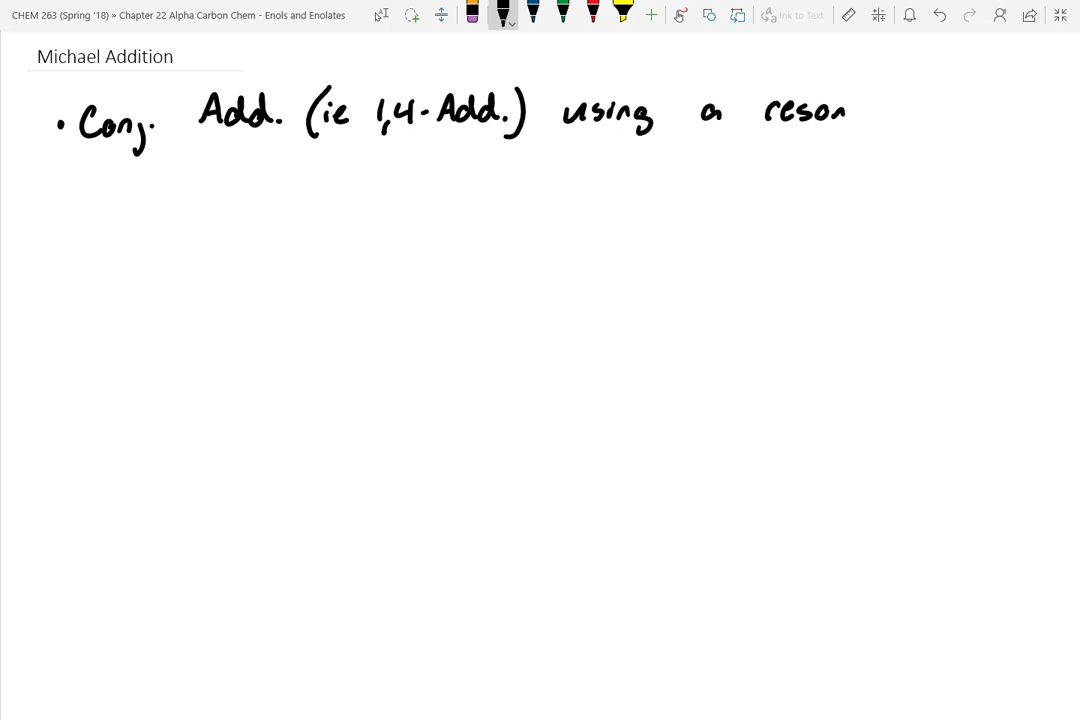 CHEM 263 (Spring '18) » Chapter 22 Alpha Carbon Chem - Enols and Enolates
Ink to Text
Michael Addition
• Conj. Add. (ie 1,4-Add.) using a reson